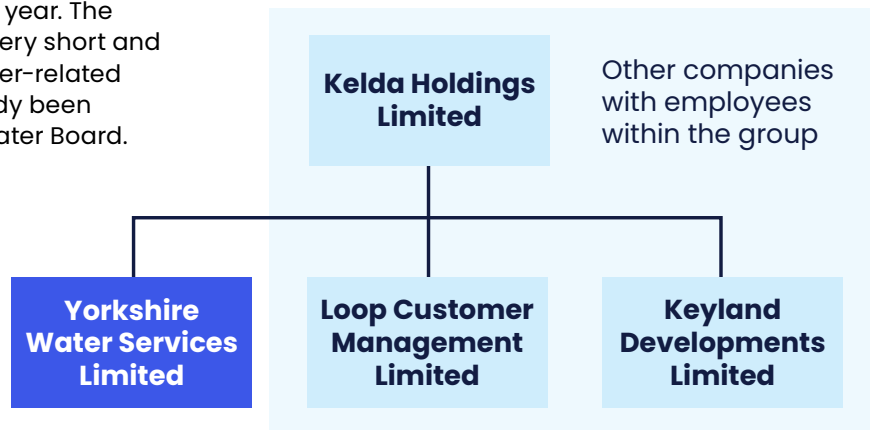 year. The
ery short and
er-related
dy been
ater Board.
Kelda Holdings
Limited
Other companies
with employees
within the group
Yorkshire
Water Services
Limited
Loop Customer
Management
Limited
Keyland
Developments
Limited